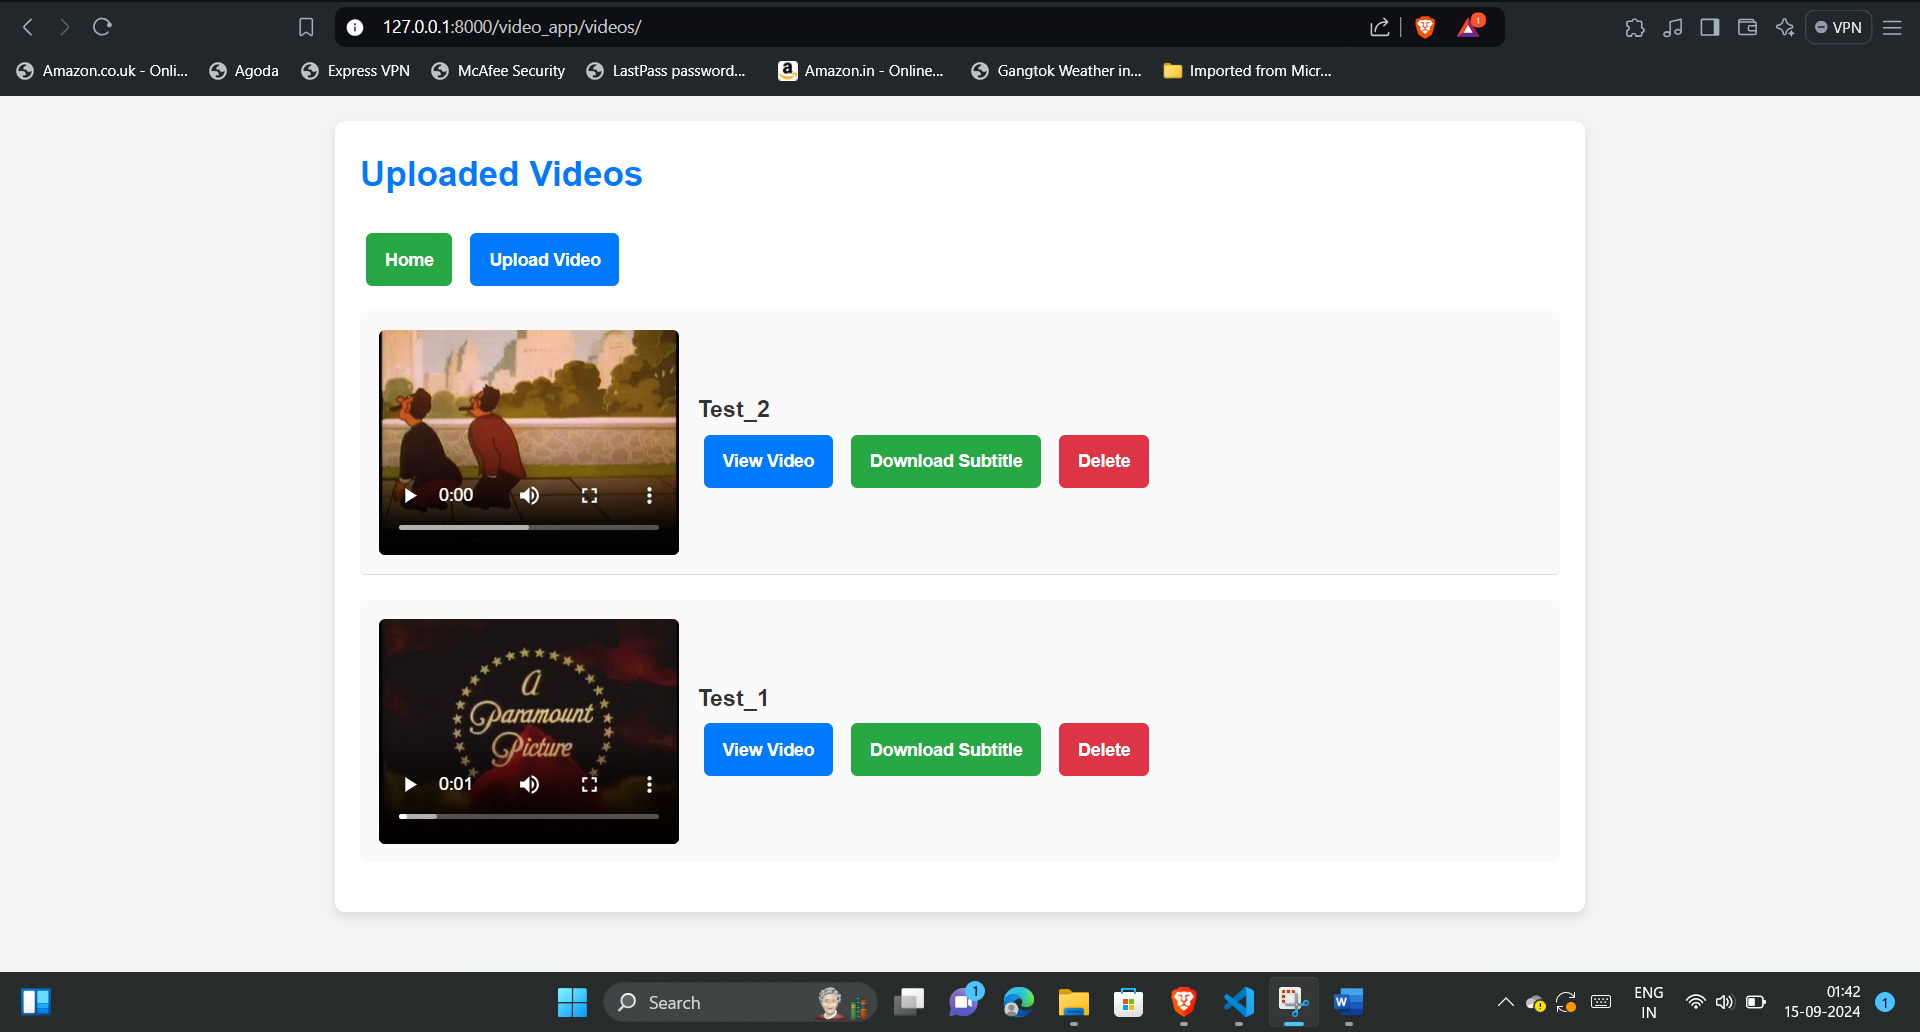 127.0.0.1:8000/video_app/videos/
1
VPN
Amazon.co.uk - Onli...
Agoda
Express VPN
McAfee Security
LastPass password...
Amazon.in - Online...
Gangtok Weather in...
Imported from Micr...
Uploaded Videos
Home
Upload Video
Test_2
View Video
Download Subtitle
Delete
0:00
A
Paramount
Picture
Test_1
View Video
Download Subtitle
Delete
0:01
Search
1
W
ENG
IN
01:42
15-09-2024
1